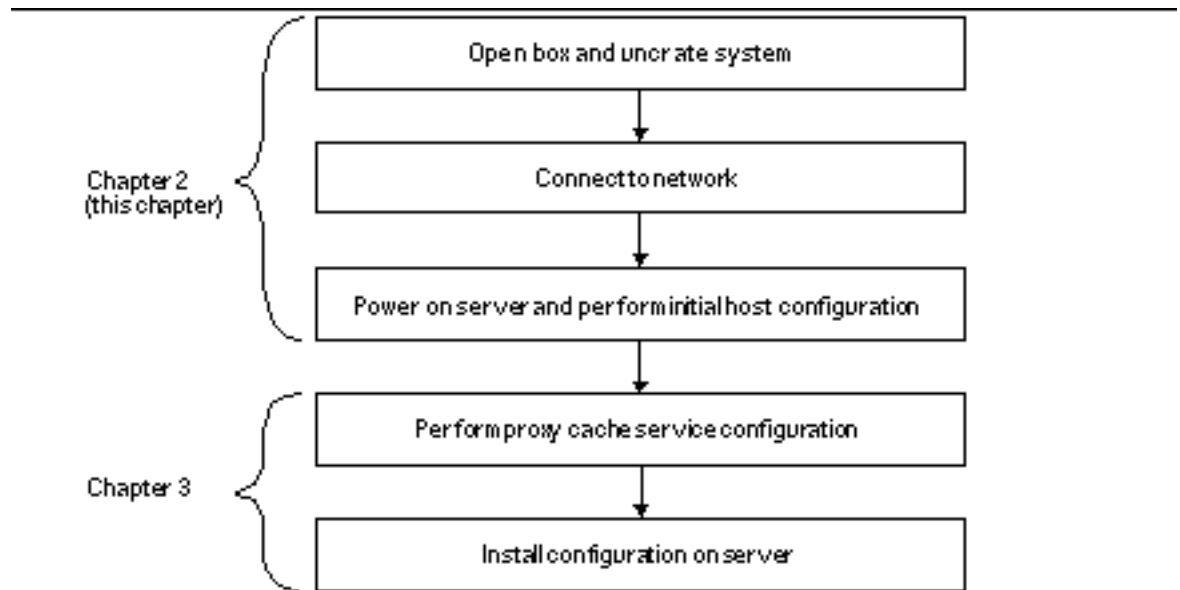 Open box and uncrate system
Connect to network
Chapter 2
(this chapter)
Power on server and perform initial host configuration
Perform proxy cache service configuration
Chapter 3
Install configuration on server